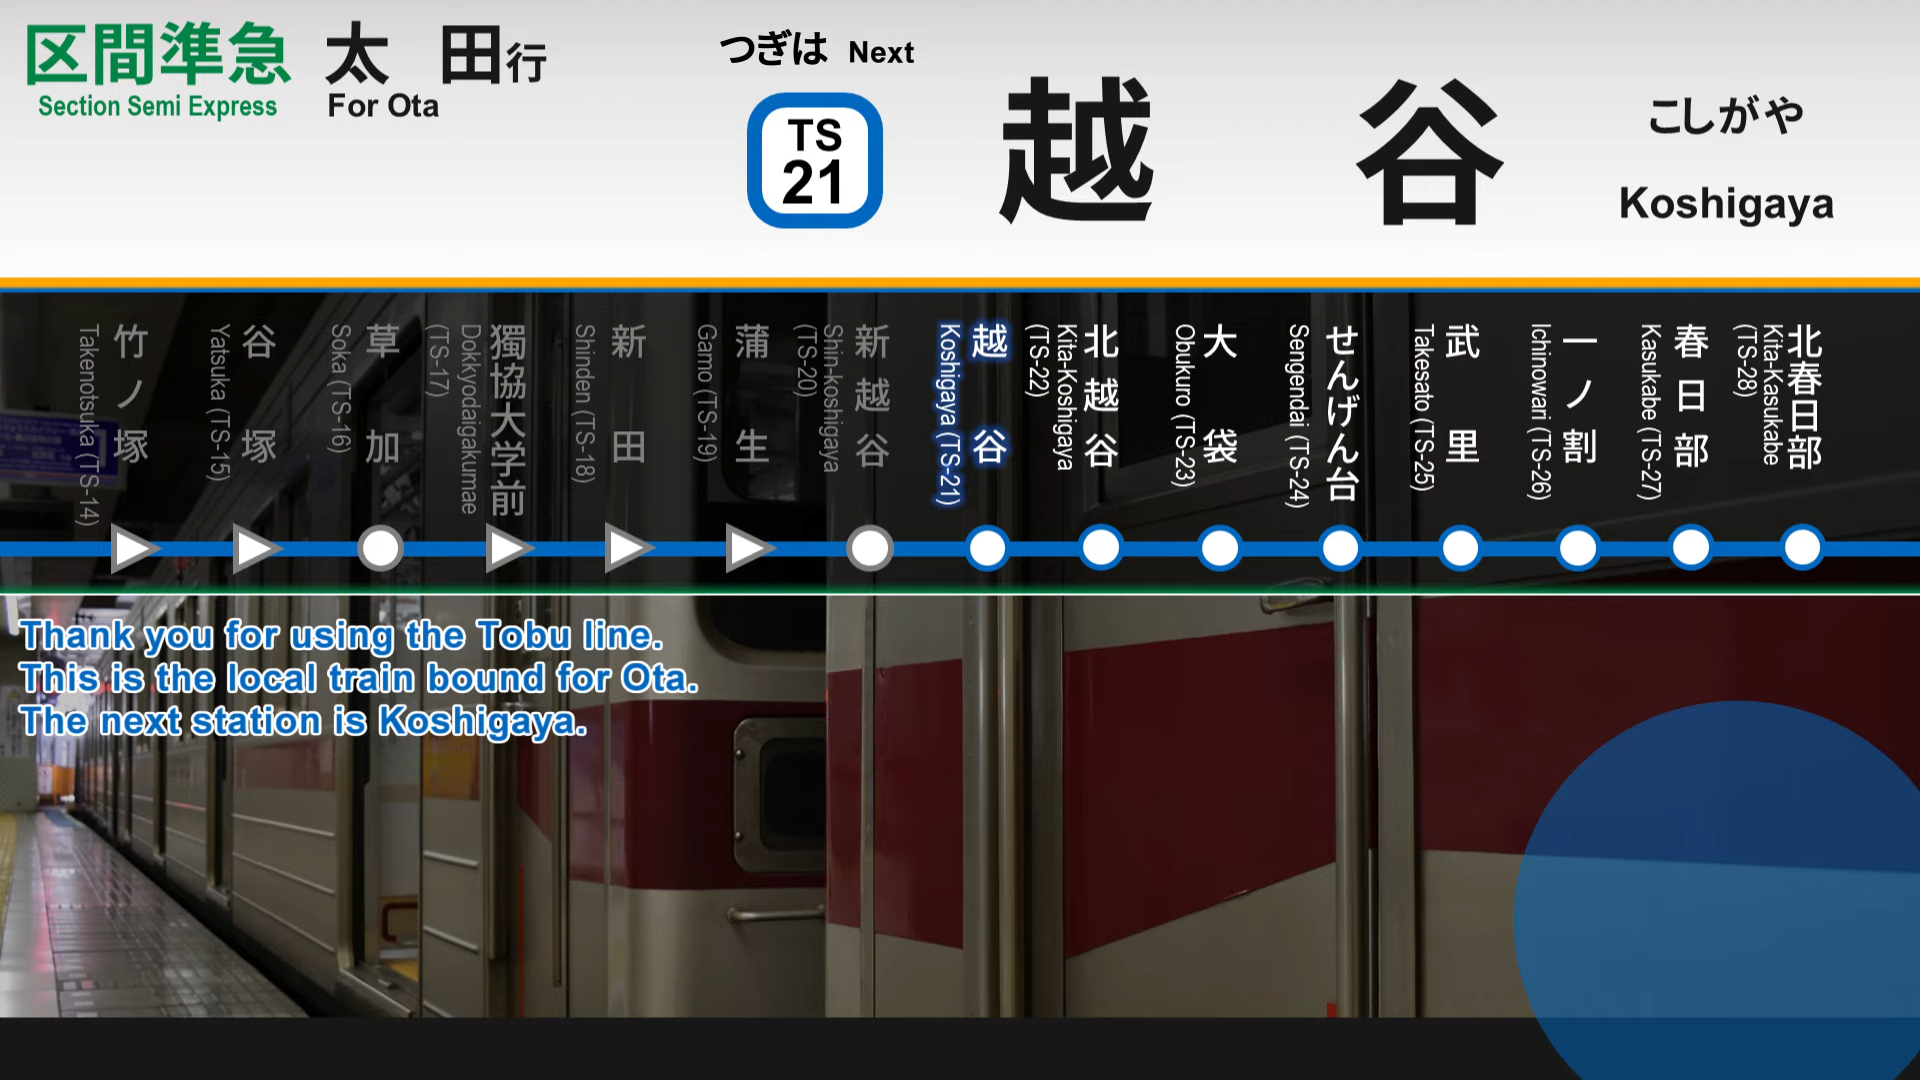 区間準急
Section Semi Express
太田行
For Ota
つぎは Next
TS
21
越谷
こしがや
Koshigaya
竹ノ塚
Takenotsuka (TS-14)
谷塚
Yatsuka (TS-15)
草加
Soka (TS-16)
獨協大学前
Dokkyodaigakumae
(TS-17)
新田
Shinden (TS-18)
蒲生
Gamo (TS-19)
新越谷
Shin-koshigaya
(TS-20)
越谷
Koshigaya (TS-21)
北越谷
Kita-Koshigaya
(TS-22)
大袋
Obukuro (TS-23)
せんげん台
Sengendai (TS-24)
武里
Takesato (TS-25)
一ノ割
Ichinowari (TS-26)
春日部
Kasukabe (TS-27)
北春日部
Kita-Kasukabe
(TS-28)
Thank you for using the Tobu line.
This is the local train bound for Ota.
The next station is Koshigaya.